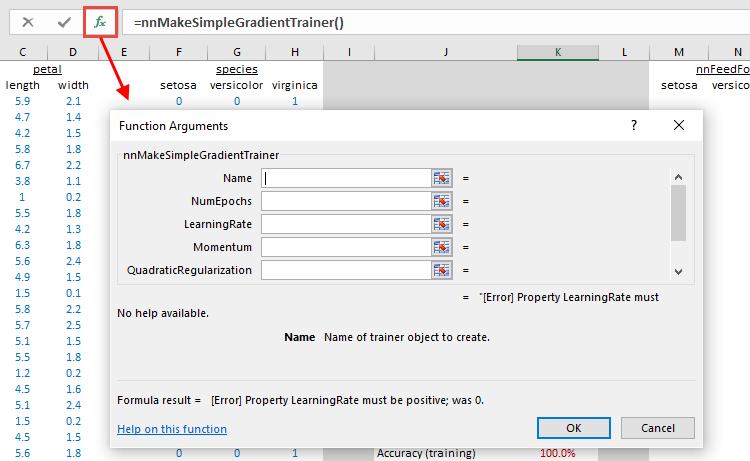 fx =nnMakeSimpleGradientTrainer()
C D E F G H I J K L M N
petal species nnFeedFo
length width setosa versicolor virginica setosa versico
5.9 2.1 0 0 1
4.7 1.4
4.2 1.5
5.8 1.8
6.7 2.2
3.8 1.1
1 0.2
5.5 1.8
4.2 1.3
6.3 1.8
5.6 2.4
4.9 1.5
1.5 0.1
5.8 2.2
5.7 2.5
5.1 1.5
5.5 1.8
1.2 0.2
4.5 1.6
5.1 2.4
1.5 0.2
4.5 1.5
5.6 1.8 0 0 1 Accuracy (training) 100.0%
Function Arguments ?
nnMakeSimpleGradientTrainer
Name =
NumEpochs =
LearningRate =
Momentum =
QuadraticRegularization =
= "[Error] Property LearningRate must
No help available.
Name Name of trainer object to create.
Formula result = [Error] Property LearningRate must be positive; was 0.
Help on this function OK Cancel